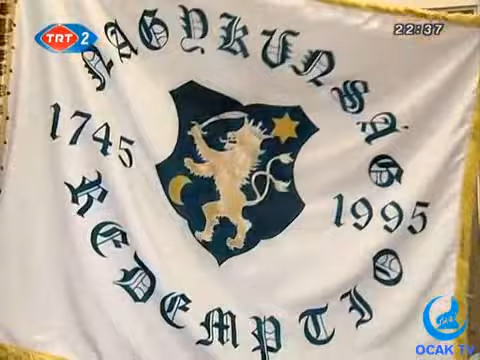 TRT 2
22:37
NAGYKUNSÁG
1745
1995
REDEMPTIO
OCAK TV